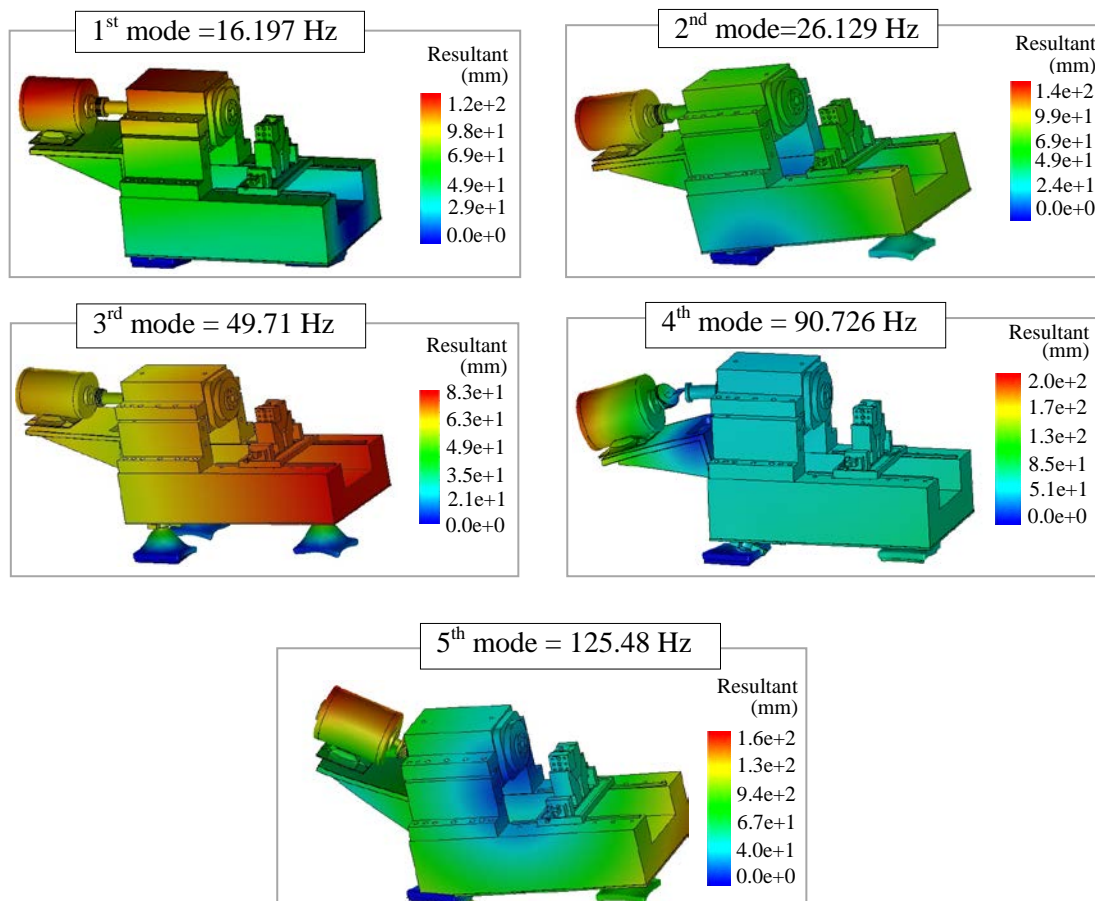 1st mode =16.197 Hz
Resultant
(mm)
1.2e+2
9.8e+1
6.9e+1
4.9e+1
2.9e+1
0.0e+0
2nd mode=26.129 Hz
Resultant
(mm)
1.4e+2
9.9e+1
6.9e+1
4.9e+1
2.4e+1
0.0e+0
3rd mode = 49.71 Hz
Resultant
(mm)
8.3e+1
6.3e+1
4.9e+1
3.5e+1
2.1e+1
0.0e+0
4th mode = 90.726 Hz
Resultant
(mm)
2.0e+2
1.7e+2
1.3e+2
8.5e+1
5.1e+1
0.0e+0
5th mode = 125.48 Hz
Resultant
(mm)
1.6e+2
1.3e+2
9.4e+2
6.7e+1
4.0e+1
0.0e+0